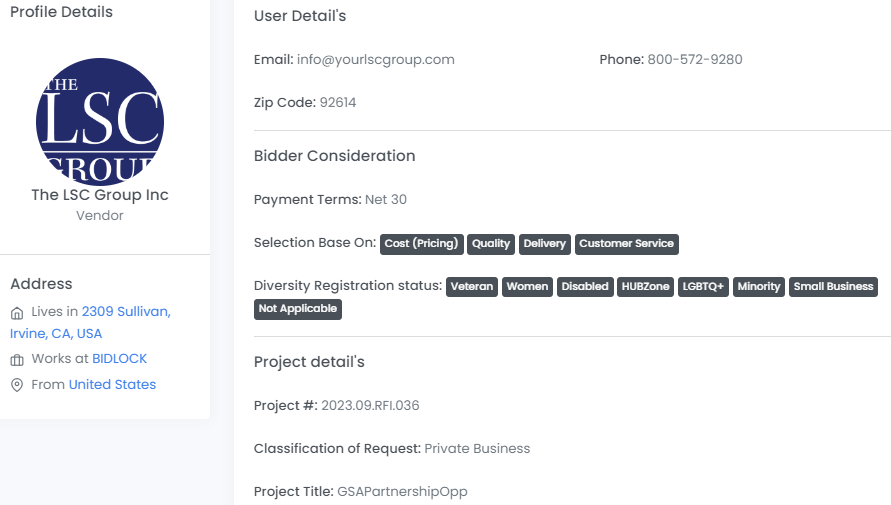 Profile Details
THE
LSC
GROUP
The LSC Group Inc
Vendor
Address
Lives in 2309 Sullivan,
Irvine, CA, USA
Works at BIDLOCK
From United States
User Detail's
Email: info@yourlscgroup.com
Phone: 800-572-9280
Zip Code: 92614
Bidder Consideration
Payment Terms: Net 30
Selection Base On: Cost (Pricing) Quality Delivery Customer Service
Diversity Registration status: Veteran Women Disabled HUBZone LGBTQ+ Minority Small Business
Not Applicable
Project detail's
Project #: 2023.09.RFI.036
Classification of Request: Private Business
Project Title: GSAPartnershipOpp